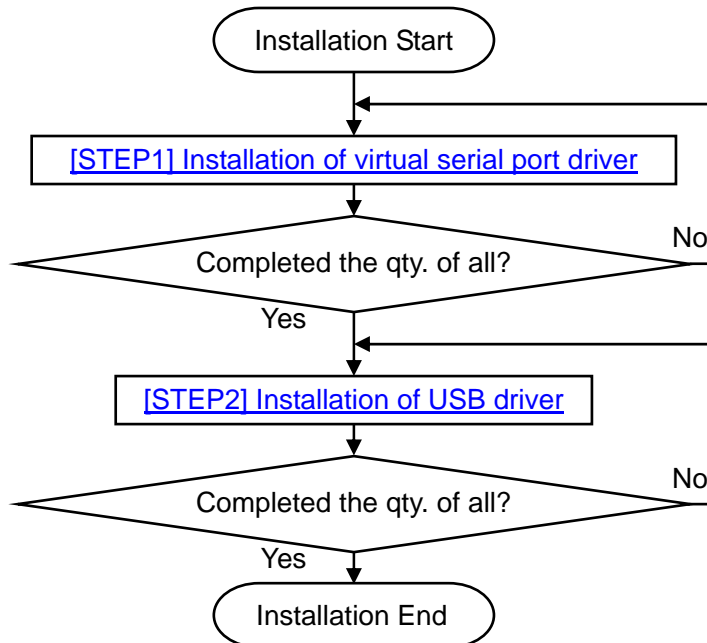 Installation Start
[STEP1] Installation of virtual serial port driver
Completed the qty. of all?
No
Yes
[STEP2] Installation of USB driver
Completed the qty. of all?
No
Yes
Installation End